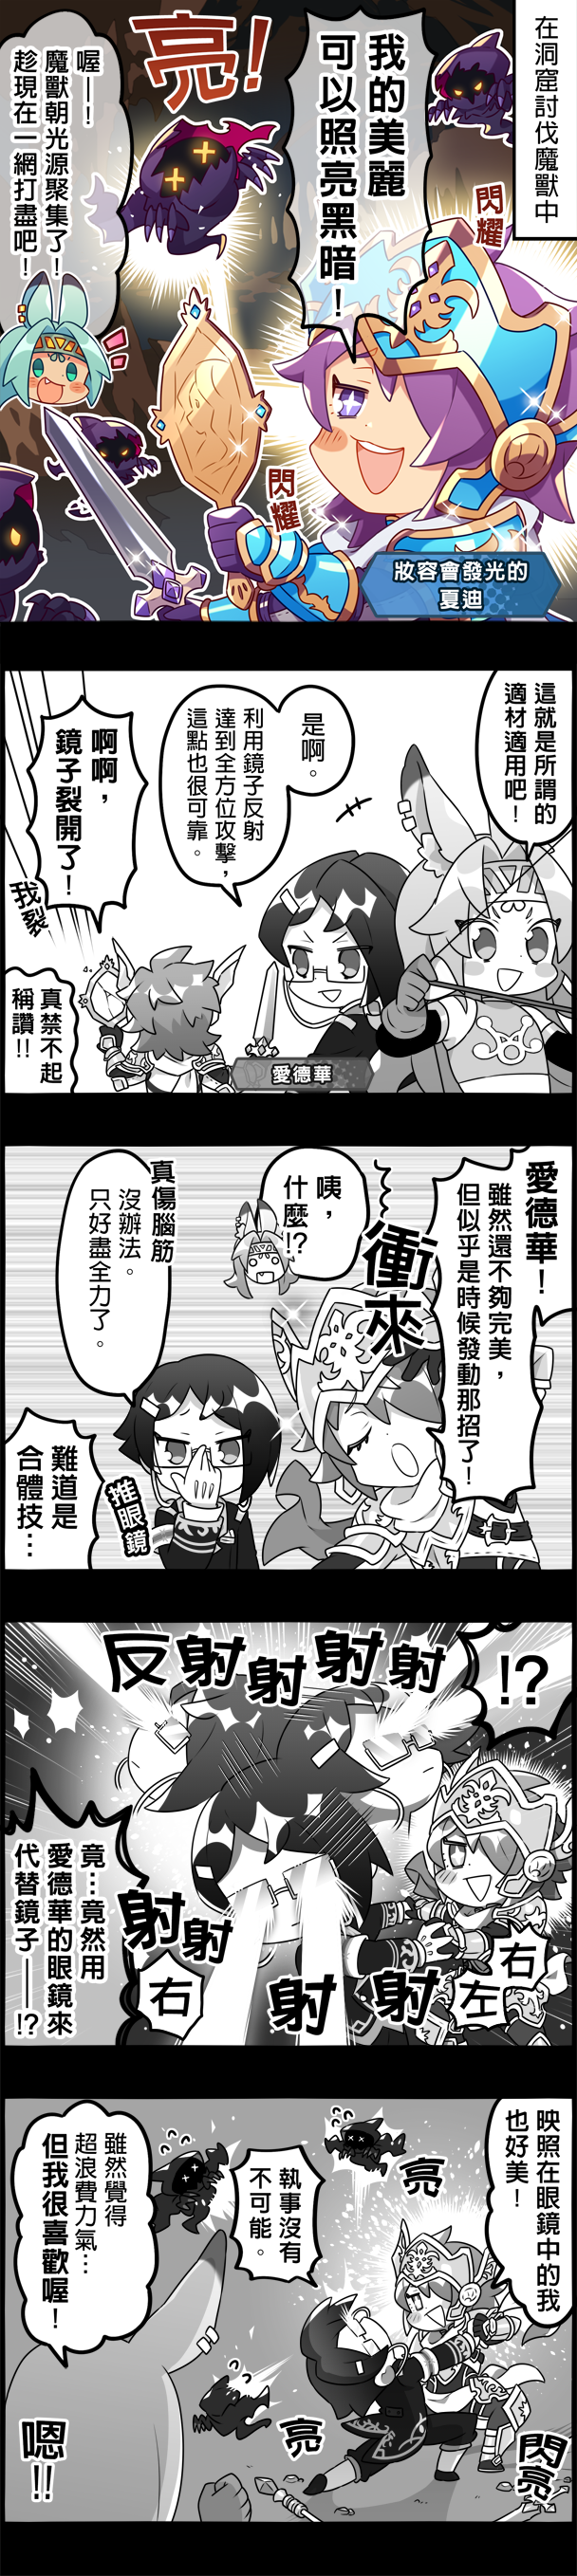 在洞窟討伐魔獸中
我的美麗
可以照亮黑暗！
亮！
喔——！
魔獸朝光源聚集了！
趁現在一網打盡吧！
閃耀
閃耀
妝容會發光的
夏迪
這就是所謂的
適材適用吧！
是啊。
利用鏡子反射
達到全方位攻擊，
這點也很可靠。
啊啊，
鏡子裂開了！
我裂
真禁不起
稱讚!!
愛德華
愛德華！
雖然還不夠完美，
但似乎是時候發動那招了！
衝來
咦，
什麼!?
真傷腦筋
沒辦法。
只好盡全力了。
推眼鏡
難道是
合體技…
!?
反射射射射
右
左
射射
射
射
右
竟…竟然用
愛德華的眼鏡來
代替鏡子——!?
映照在眼鏡中的我
也好美！
亮
執事沒有
不可能。
雖然覺得
超浪費力氣…
但我很喜歡喔！
亮
閃亮
嗯!!